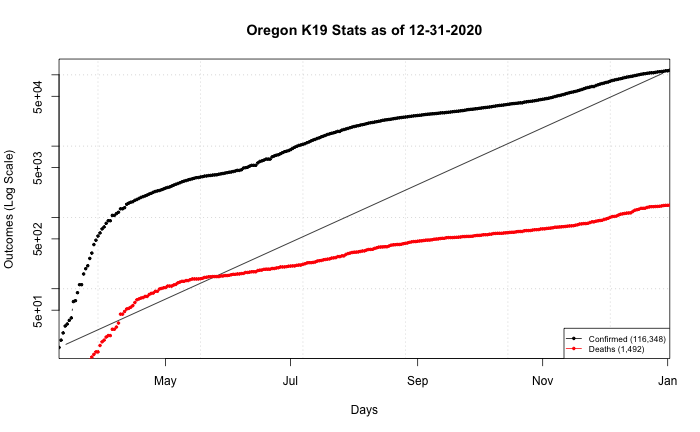 Oregon K19 Stats as of 12-31-2020
Outcomes (Log Scale)
5e+04
5e+03
5e+02
5e+01
Confirmed (116,348)
Deaths (1,492)
May
Jul
Sep
Nov
Jan
Days